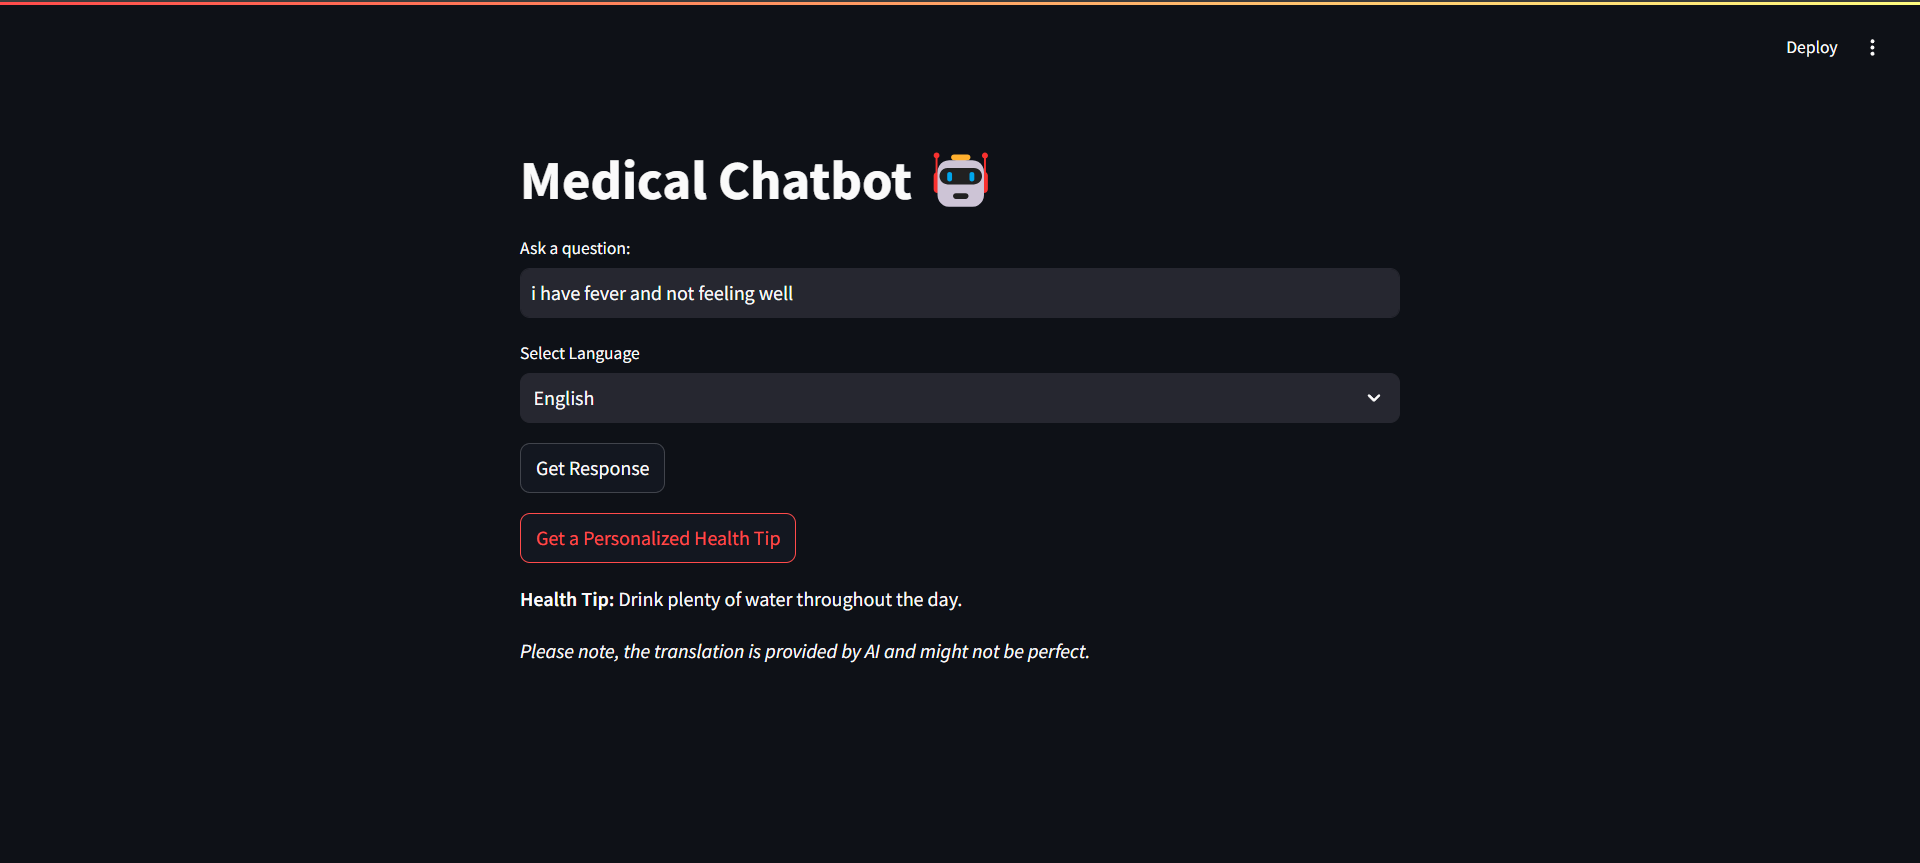 Deploy
Medical Chatbot
Ask a question:
i have fever and not feeling well
Select Language
English
Get Response
Get a Personalized Health Tip
Health Tip: Drink plenty of water throughout the day.
Please note, the translation is provided by AI and might not be perfect.